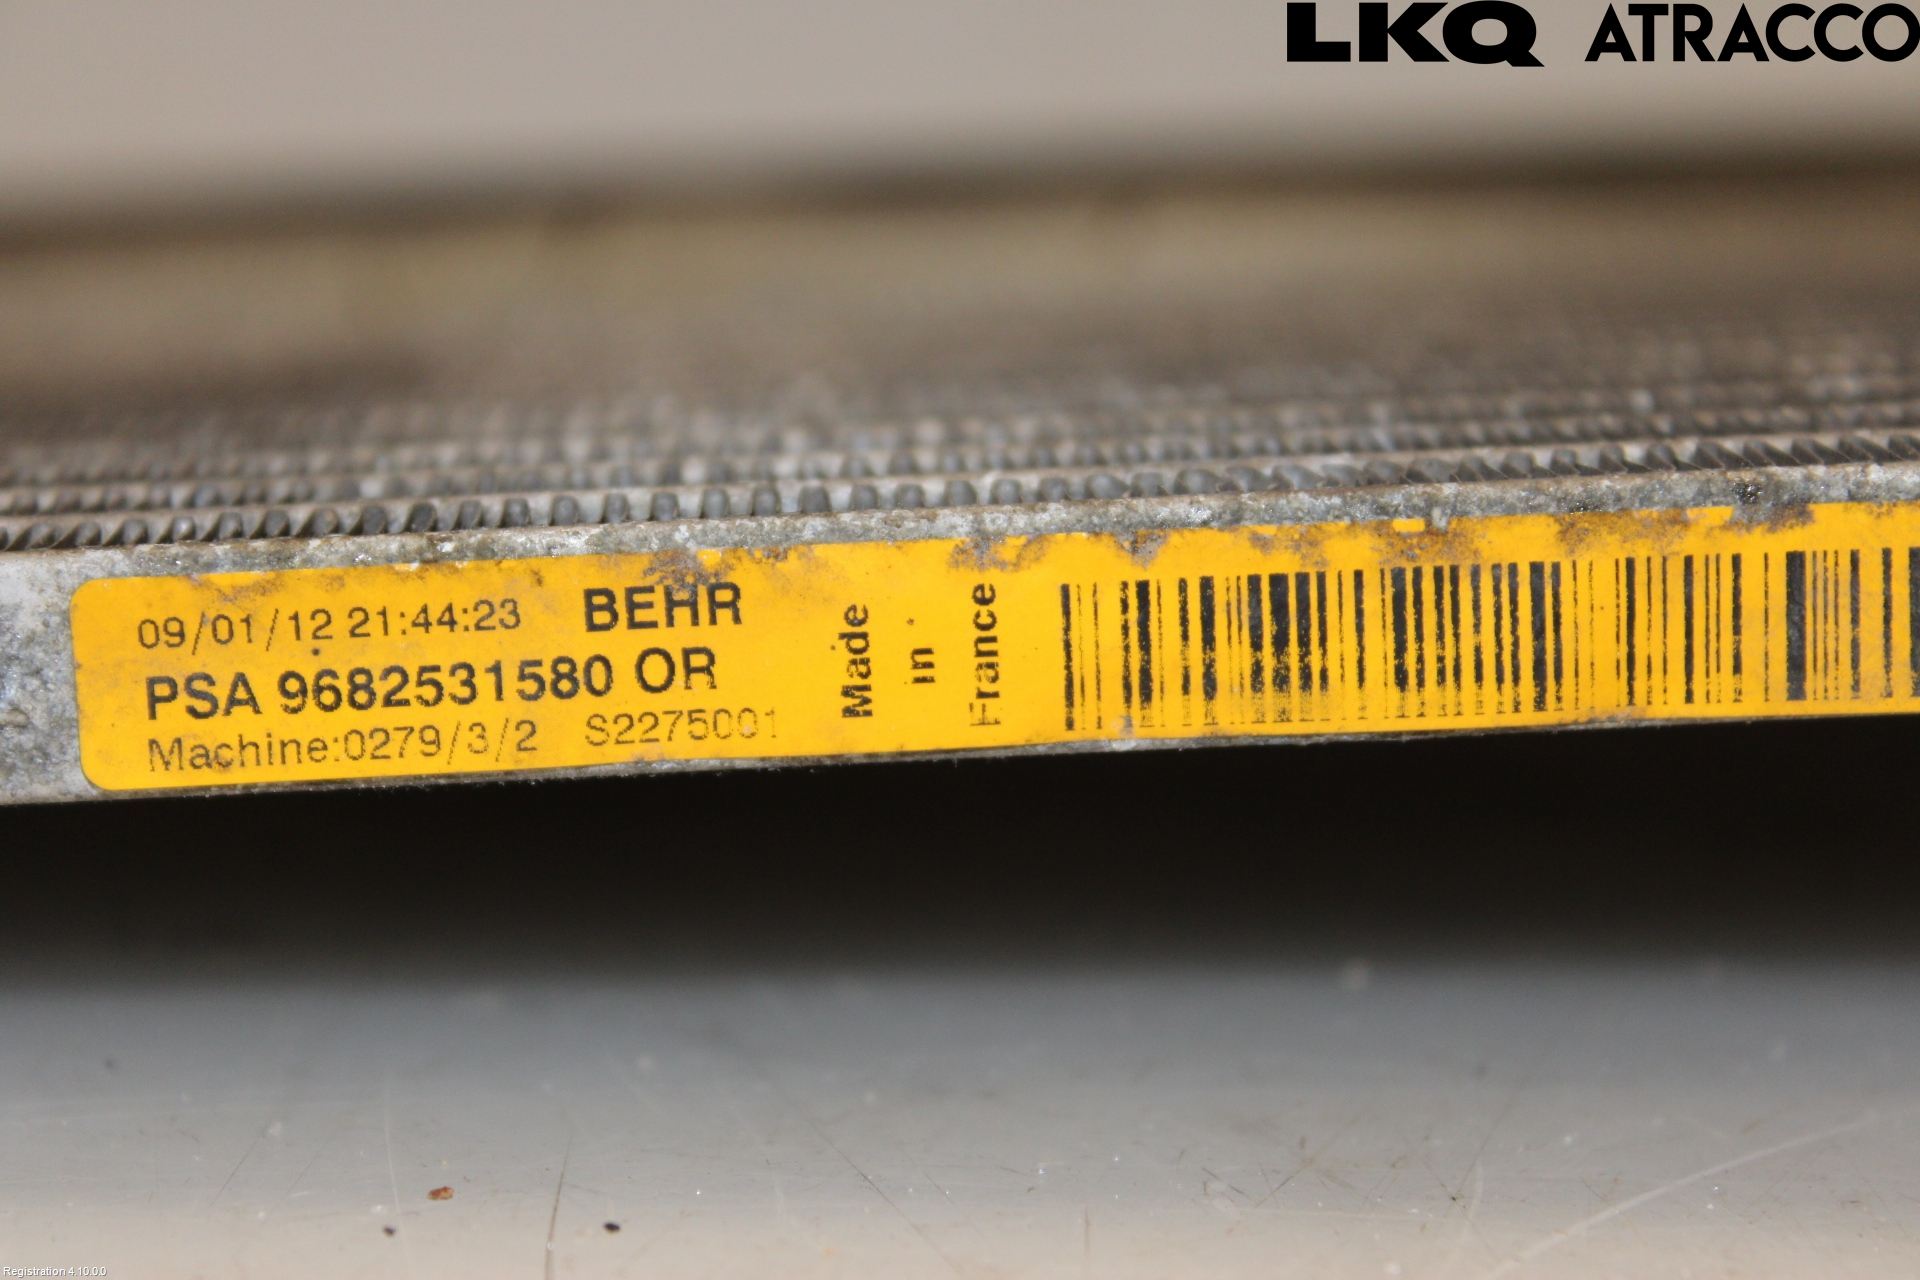 LKQ ATRACCO
09/01/12 21:44:23 BEHR
PSA 9682531580 OR
Machine:0279/3/2 S2275001
Made
in
France
Registration 4.10.0.0